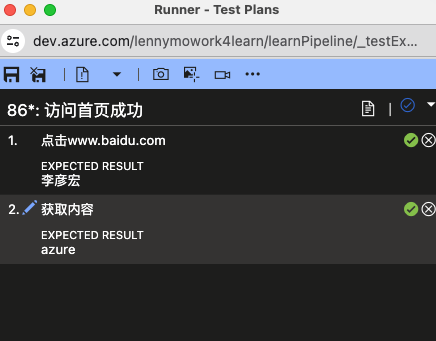 Runner - Test Plans
dev.azure.com/lennymowork4learn/learnPipeline/_testEx...
86*: 访问首页成功
1. 点击www.baidu.com
EXPECTED RESULT
李彦宏
2. 获取内容
EXPECTED RESULT
azure